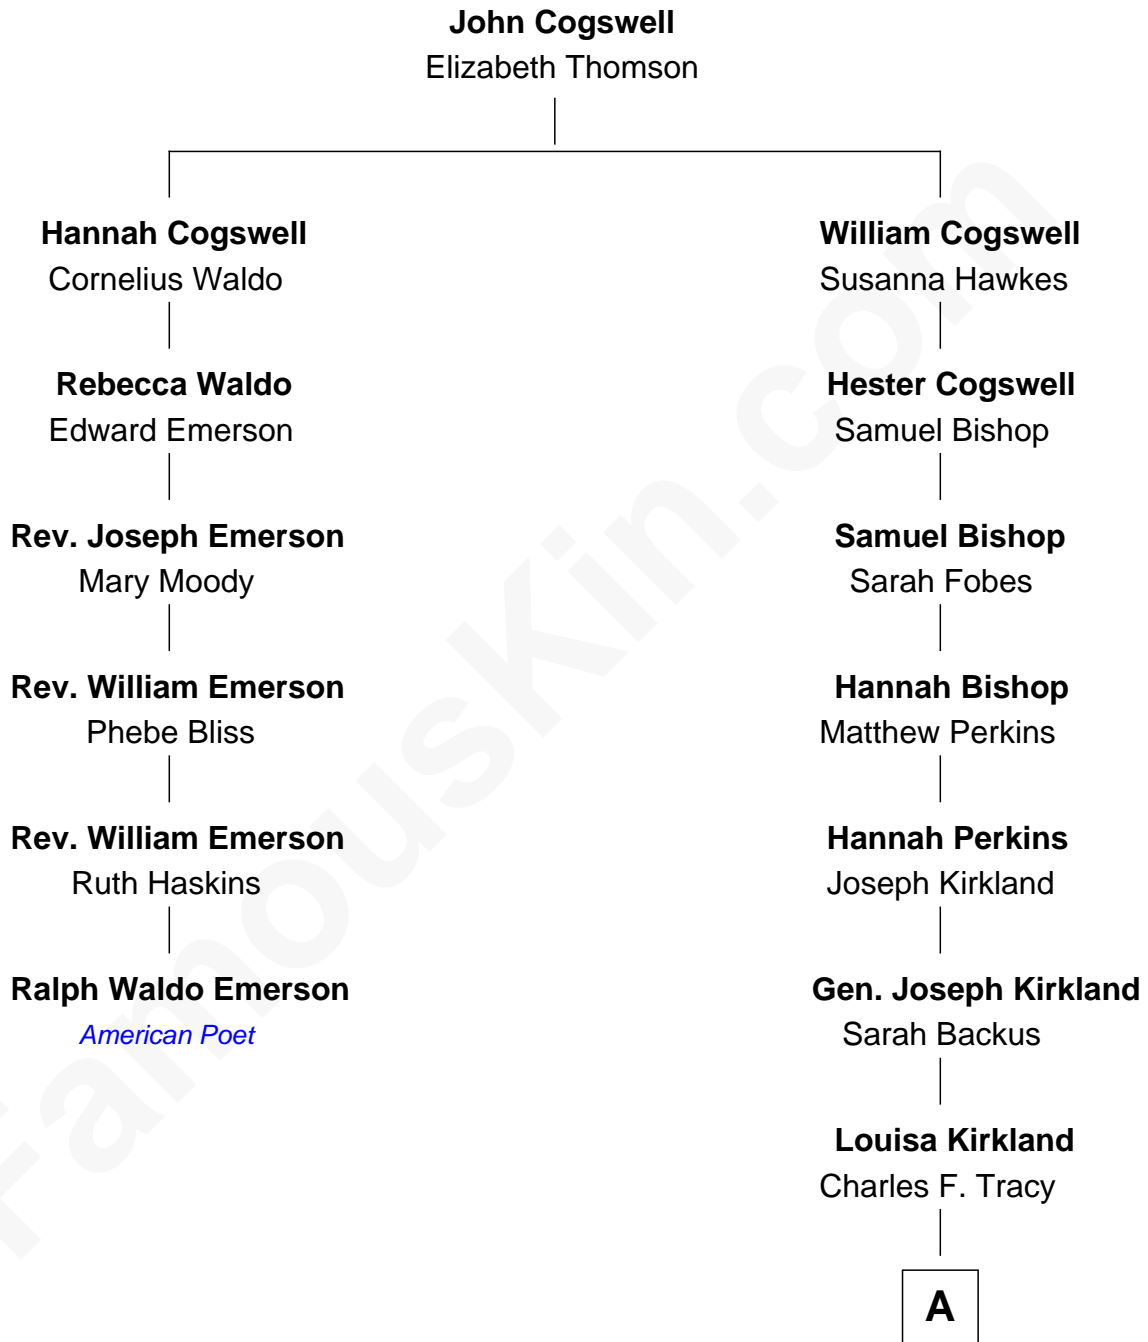 John Cogswell
Elizabeth Thomson
Hannah Cogswell
Cornelius Waldo
William Cogswell
Susanna Hawkes
Rebecca Waldo
Edward Emerson
Hester Cogswell
Samuel Bishop
Rev. Joseph Emerson
Mary Moody
Samuel Bishop
Sarah Fobes
Rev. William Emerson
Phebe Bliss
Hannah Bishop
Matthew Perkins
Rev. William Emerson
Ruth Haskins
Hannah Perkins
Joseph Kirkland
Ralph Waldo Emerson
American Poet
Gen. Joseph Kirkland
Sarah Backus
Louisa Kirkland
Charles F. Tracy
A
FamousKin.com